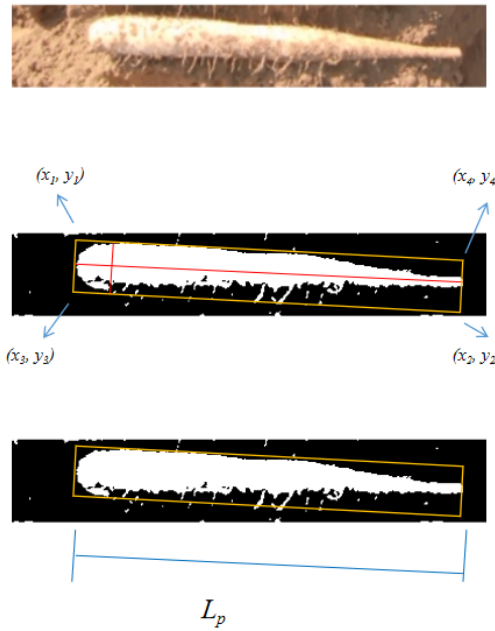 (x₁, y₁)
(x₄, y₄
(x₃, y₃)
(x₂, y₂
Lₚ